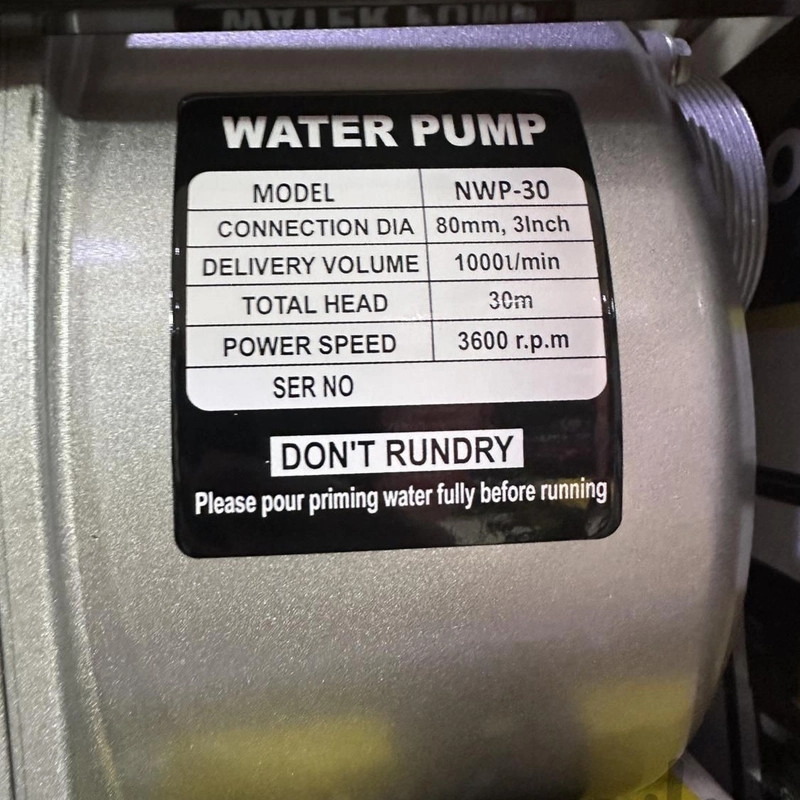 WATER PUMP
MODEL NWP-30
CONNECTION DIA 80mm, 3Inch
DELIVERY VOLUME 1000l/min
TOTAL HEAD 30m
POWER SPEED 3600 r.p.m
SER NO
DON'T RUNDRY
Please pour priming water fully before running